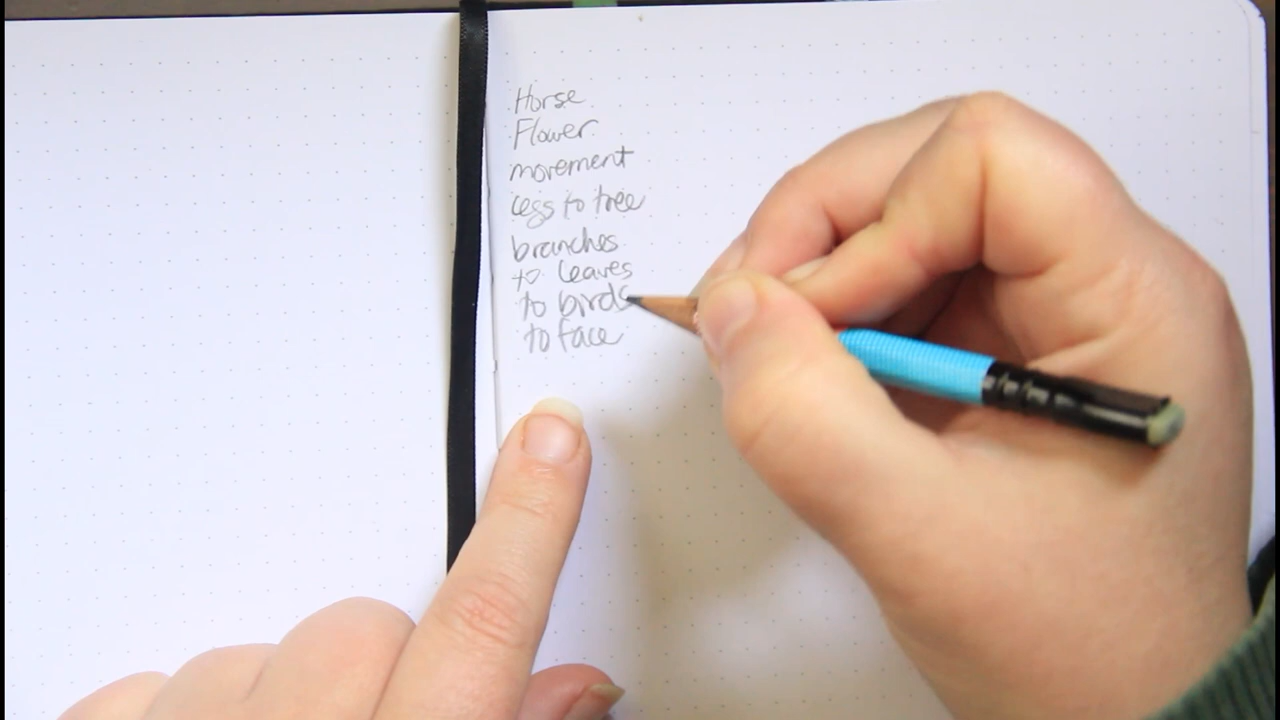 Horse
Flower
movement
legs to tree
branches
to leaves
to birds
to face